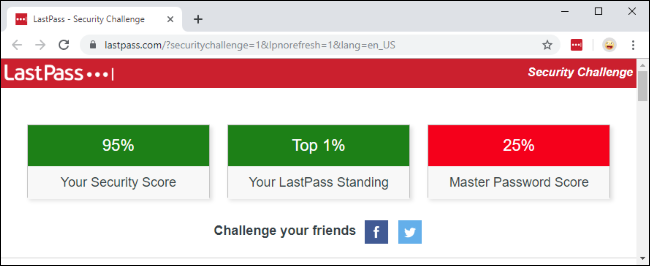 LastPass - Security Challenge
lastpass.com/?securitychallenge=1&lpnorefresh=1&lang=en_US
LastPass
Security Challenge
95%
Top 1%
25%
Your Security Score
Your LastPass Standing
Master Password Score
Challenge your friends